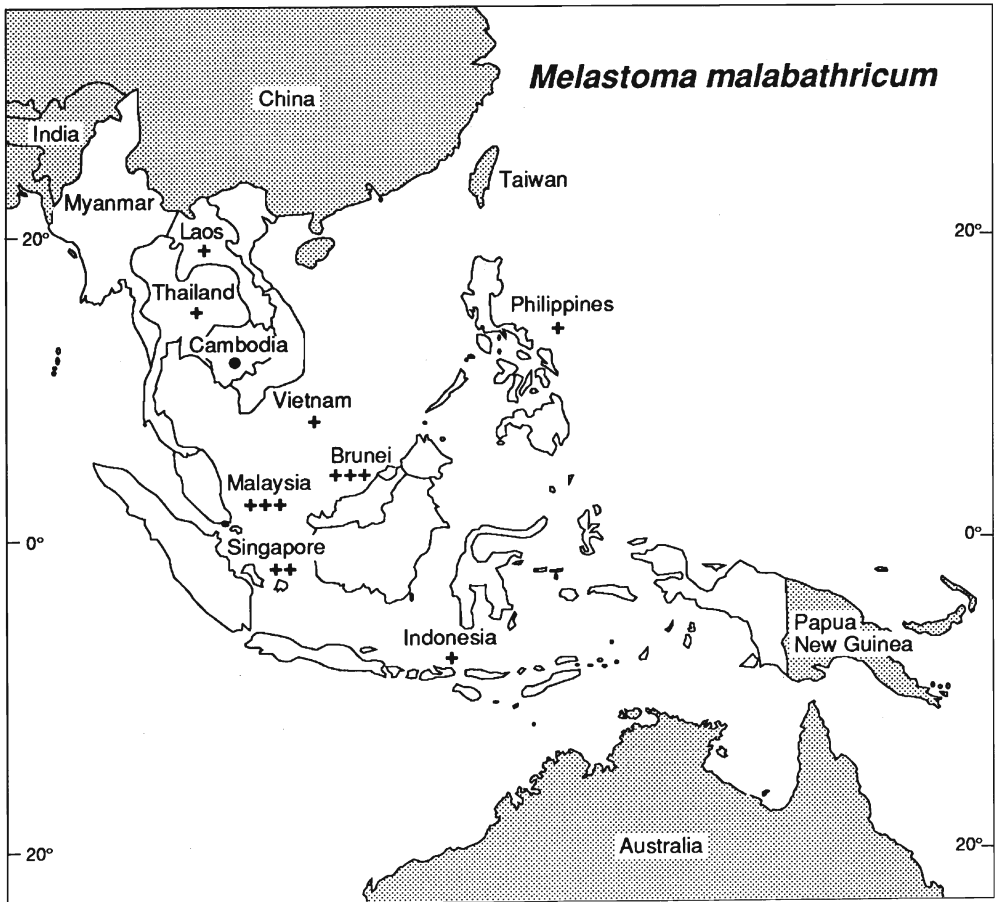 Melastoma malabathricum
China
India
Taiwan
Myanmar
Laos
+
20°
20°
Thailand
+
Philippines
+
Cambodia
●
Vietnam
+
Brunei
+++
Malaysia
+++
0°
0°
Singapore
++
Indonesia
+
Papua
New Guinea
Australia
20°
20°